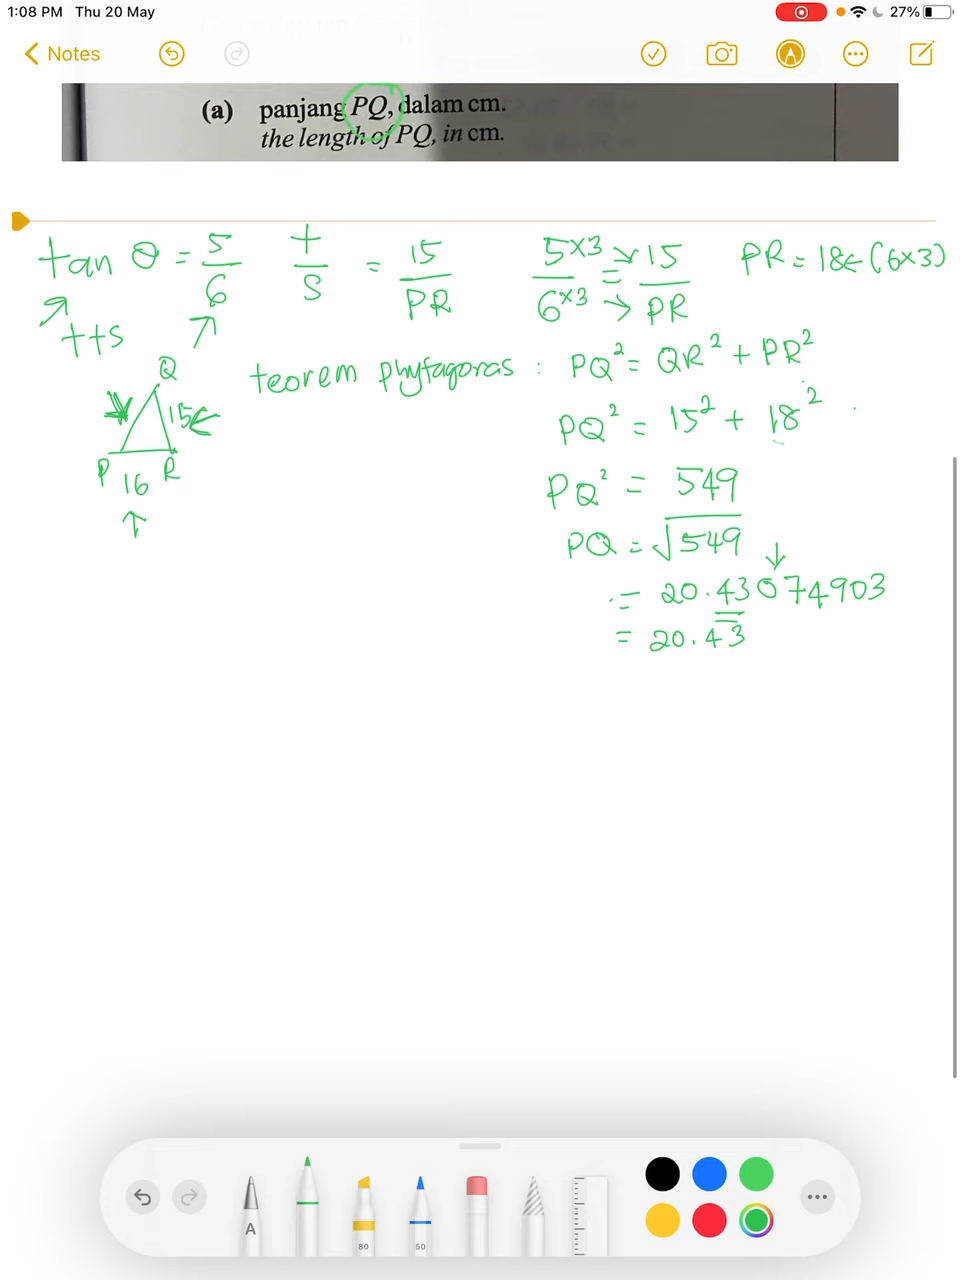 1:08 PM Thu 20 May 27%
Notes
(a) panjang PQ, dalam cm.
the length of PQ, in cm.
tan θ = 5/6 t/s = 15/PR 5×3/6×3 = 15/PR PR = 18 ← (6×3)
tts
teorem phytagoras : PQ² = QR² + PR²
Q
PQ² = 15² + 18²
15
P 16 R
PQ² = 549
PQ = √549
= 20.43074903
= 20.43
A 80 50